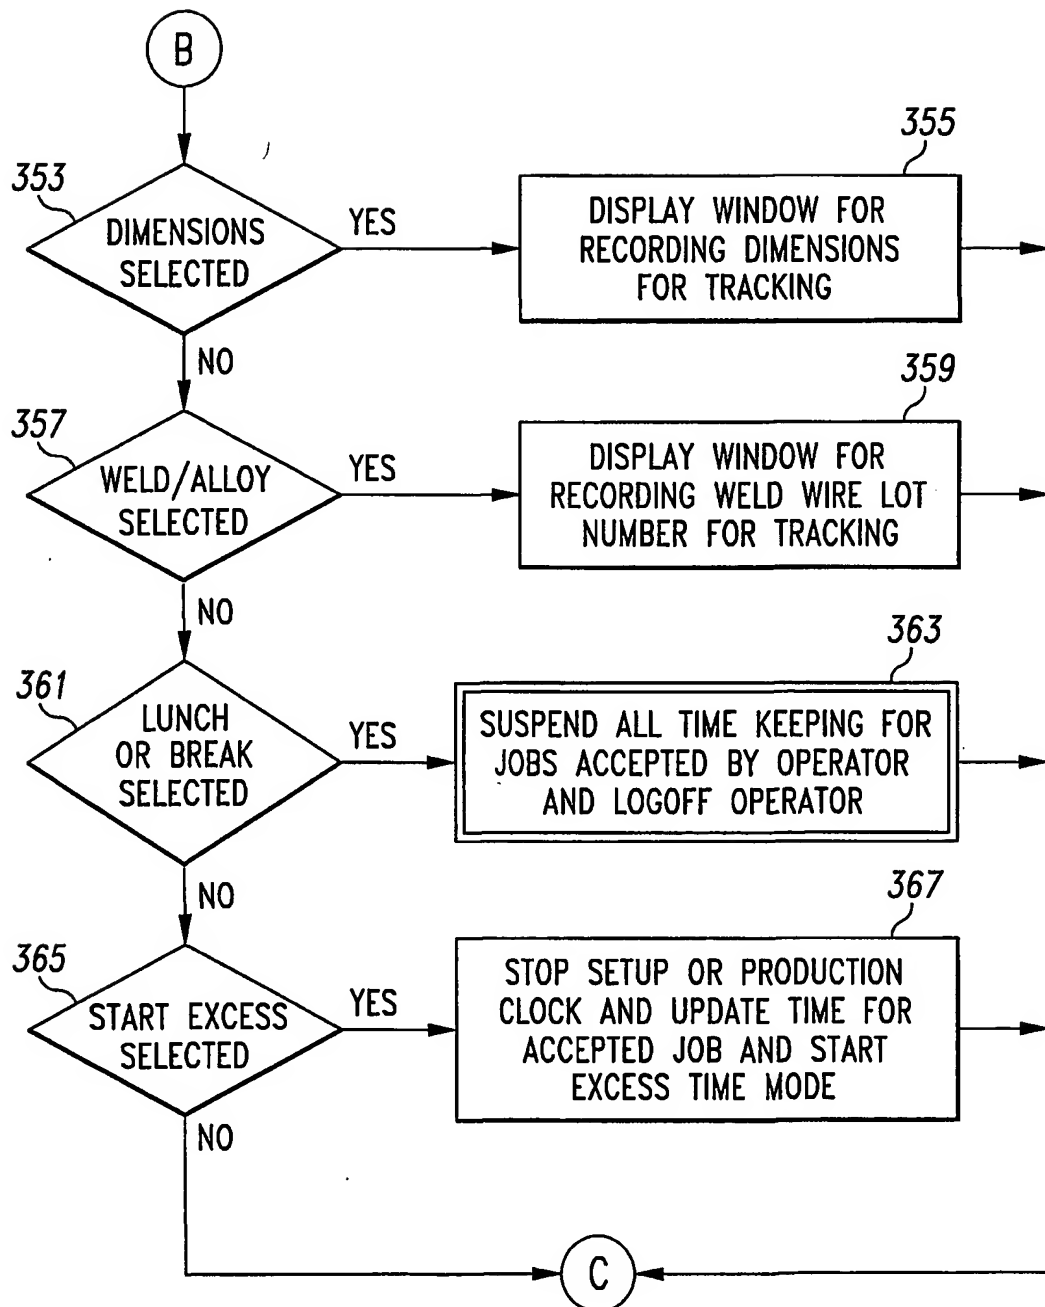 B
353
DIMENSIONS
SELECTED
YES
355
DISPLAY WINDOW FOR
RECORDING DIMENSIONS
FOR TRACKING
NO
357
WELD/ALLOY
SELECTED
YES
359
DISPLAY WINDOW FOR
RECORDING WELD WIRE LOT
NUMBER FOR TRACKING
NO
361
LUNCH
OR BREAK
SELECTED
YES
363
SUSPEND ALL TIME KEEPING FOR
JOBS ACCEPTED BY OPERATOR
AND LOGOFF OPERATOR
NO
365
START EXCESS
SELECTED
YES
367
STOP SETUP OR PRODUCTION
CLOCK AND UPDATE TIME FOR
ACCEPTED JOB AND START
EXCESS TIME MODE
NO
C